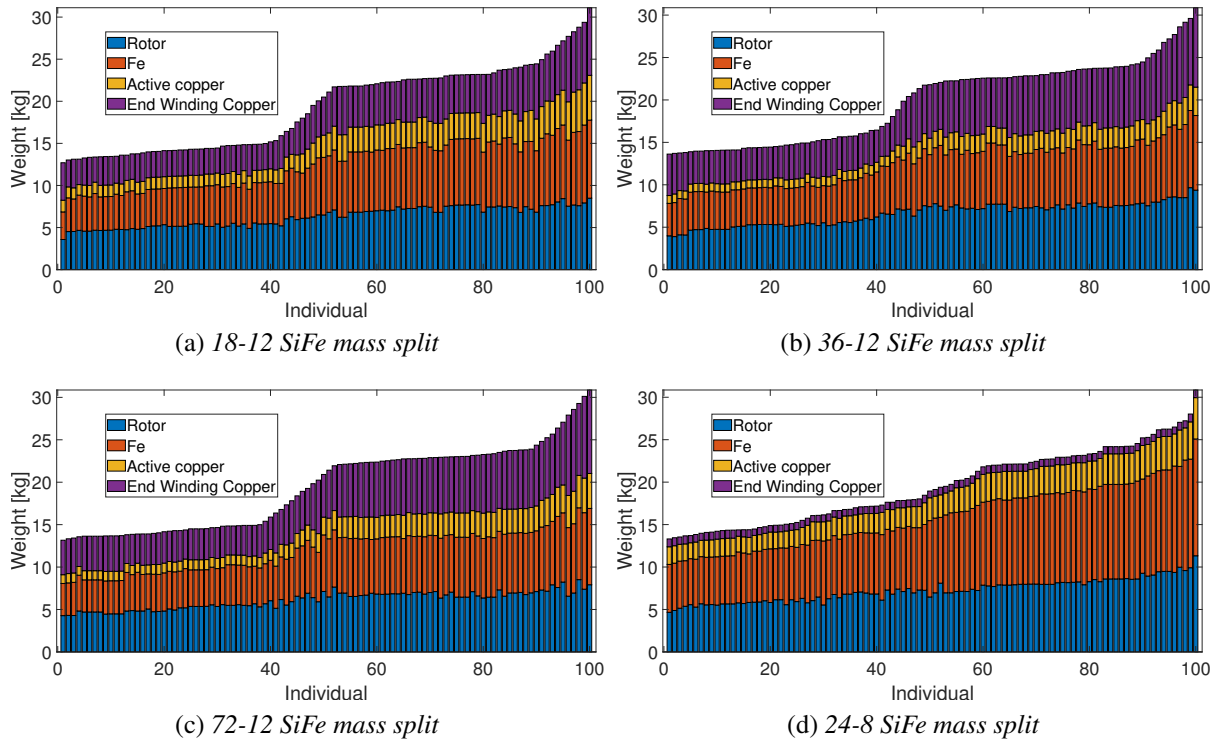 30
25
20
15
10
5
0
Weight [kg]
Rotor
Fe
Active copper
End Winding Copper
0 20 40 60 80 100
Individual
(a) 18-12 SiFe mass split
30
25
20
15
10
5
0
Weight [kg]
Rotor
Fe
Active copper
End Winding Copper
0 20 40 60 80 100
Individual
(b) 36-12 SiFe mass split
30
25
20
15
10
5
0
Weight [kg]
Rotor
Fe
Active copper
End Winding Copper
0 20 40 60 80 100
Individual
(c) 72-12 SiFe mass split
30
25
20
15
10
5
0
Weight [kg]
Rotor
Fe
Active copper
End Winding Copper
0 20 40 60 80 100
Individual
(d) 24-8 SiFe mass split